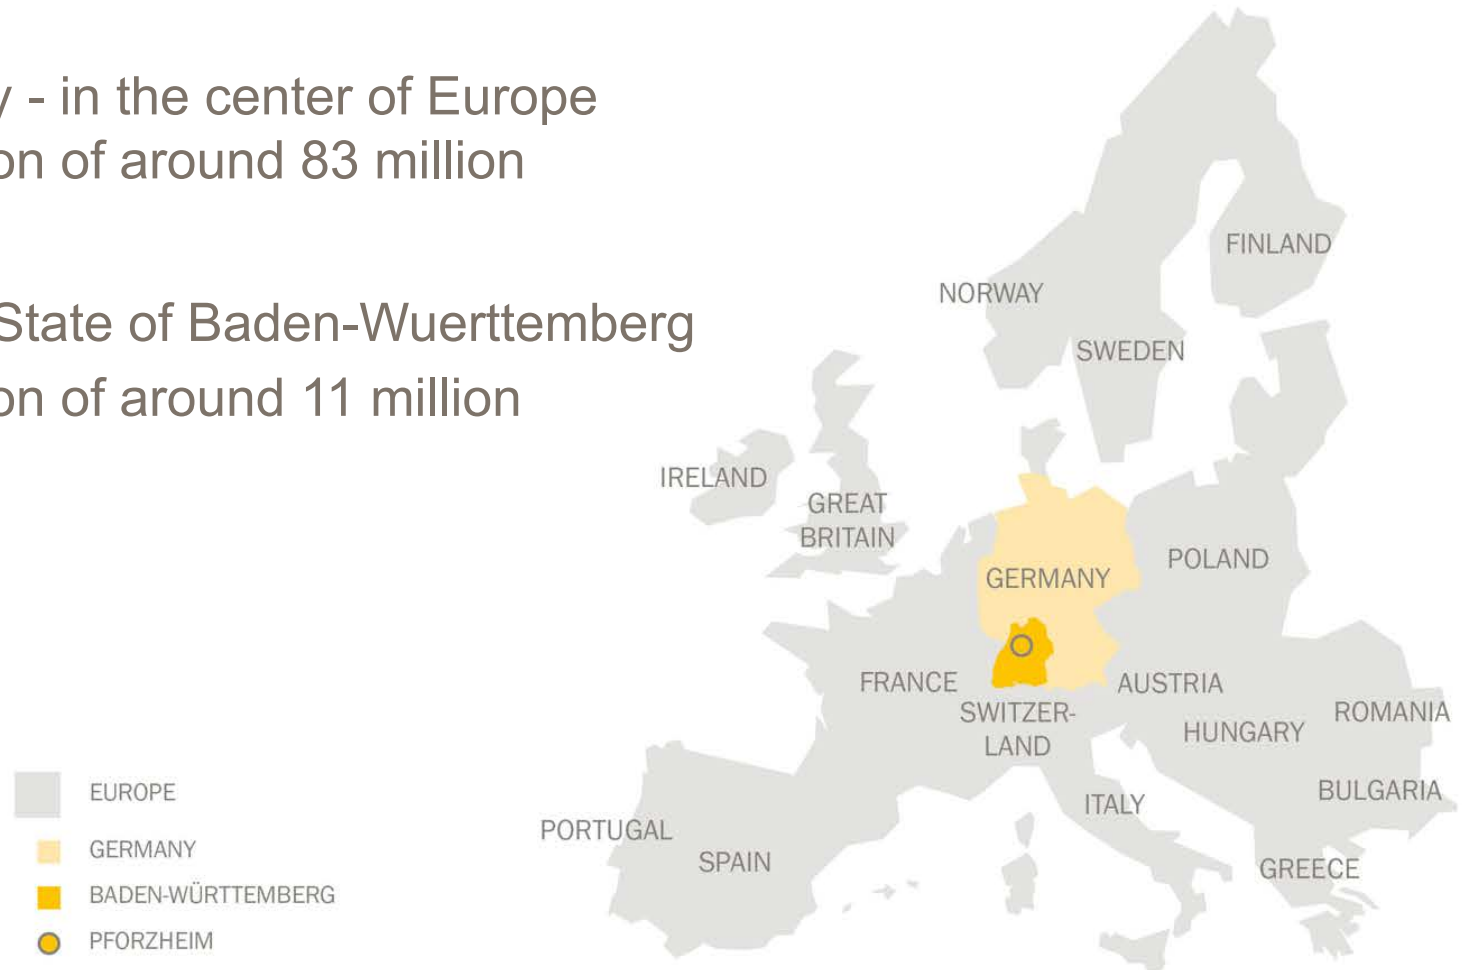 y - in the center of Europe
on of around 83 million
State of Baden-Wuerttemberg
on of around 11 million
FINLAND
NORWAY
SWEDEN
IRELAND
GREAT
BRITAIN
POLAND
GERMANY
FRANCE
AUSTRIA
SWITZER-
LAND
ROMANIA
HUNGARY
BULGARIA
ITALY
PORTUGAL
SPAIN
GREECE
EUROPE
GERMANY
BADEN-WÜRTTEMBERG
PFORZHEIM